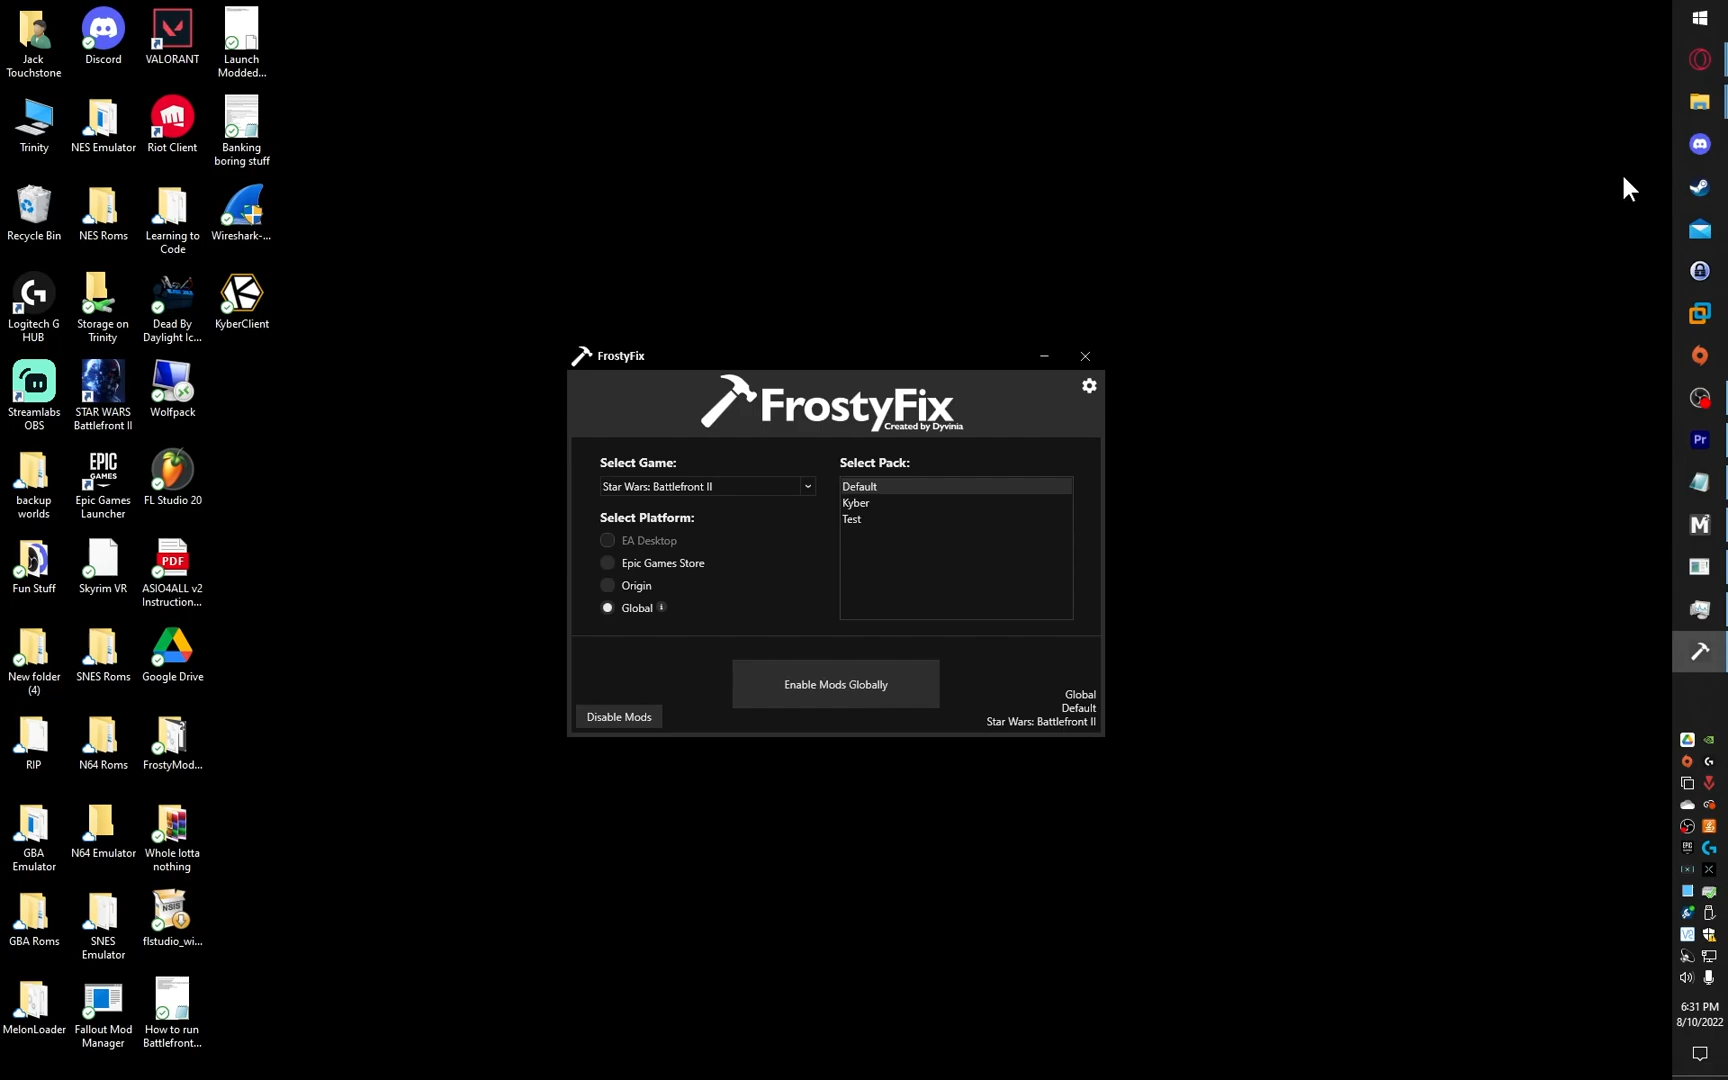 Jack
Touchstone
Discord
VALORANT
Launch
Modded...
Trinity
NES Emulator
Riot Client
Banking
boring stuff
Recycle Bin
NES Roms
Learning to
Code
Wireshark-...
Logitech G
HUB
Storage on
Trinity
Dead By
Daylight Ic...
KyberClient
Streamlabs
OBS
STAR WARS
Battlefront II
Wolfpack
backup
worlds
EPIC
GAMES
Epic Games
Launcher
FL Studio 20
Fun Stuff
Skyrim VR
PDF
ASIO4ALL v2
Instruction...
New folder
(4)
SNES Roms
Google Drive
RIP
N64 Roms
FrostyMod...
GBA
Emulator
N64 Emulator
Whole lotta
nothing
GBA Roms
SNES
Emulator
NSIS
flstudio_wi...
MelonLoader
Fallout Mod
Manager
How to run
Battlefront...
FrostyFix
FrostyFix
Created by Dyvinia
Select Game:
Star Wars: Battlefront II
Select Platform:
EA Desktop
Epic Games Store
Origin
Global
Select Pack:
Default
Kyber
Test
Enable Mods Globally
Disable Mods
Global
Default
Star Wars: Battlefront II
Pr
M
6:31 PM
8/10/2022